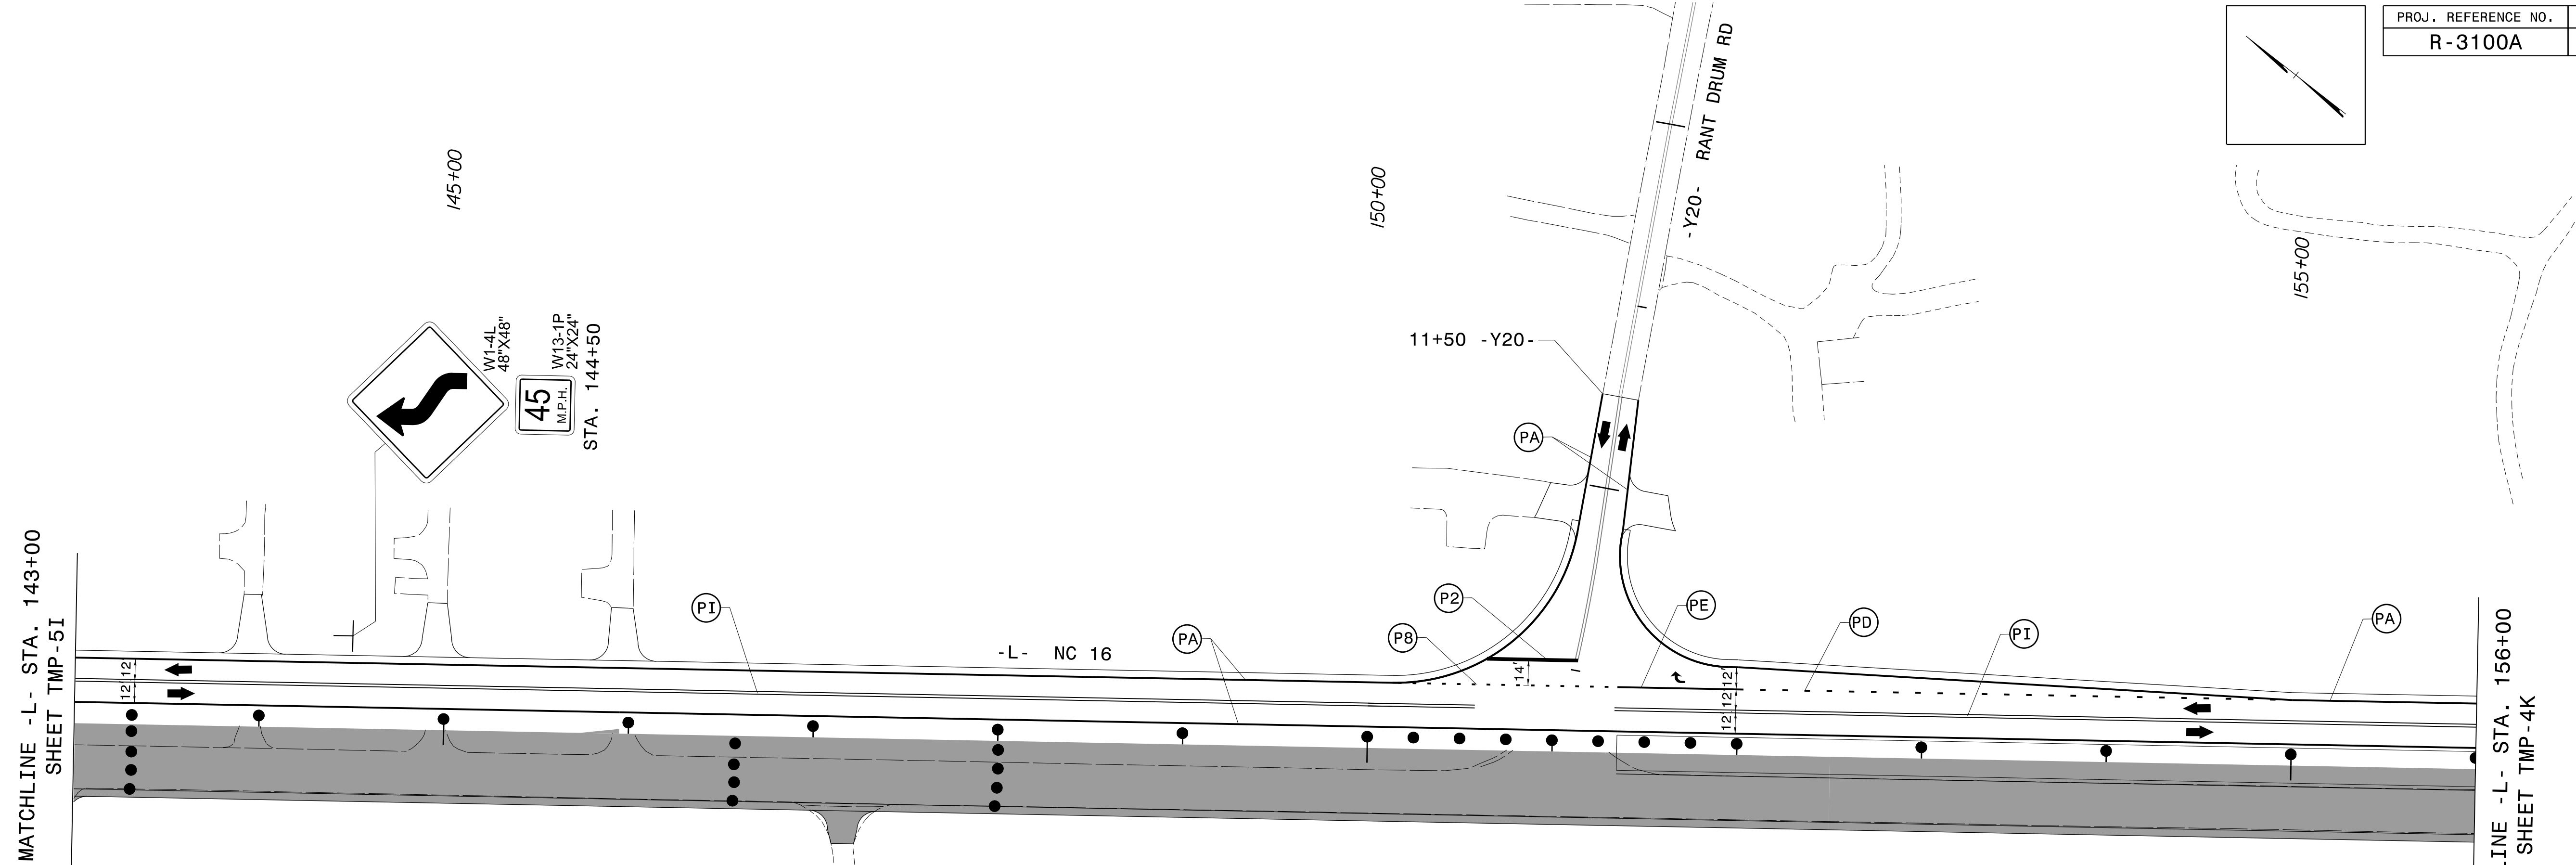 PROJ. REFERENCE NO.
R-3100A
145+00
150+00
155+00
-Y20- RANT DRUM RD
11+50 -Y20-
W1-4L
48"X48"
45
M.P.H.
W13-1P
24"X24"
STA. 144+50
PA
P2
P8
PE
PD
PI
PA
PI
PA
-L- NC 16
12'
12'
14'
12'
12'
12'
MATCHLINE -L- STA. 143+00
SHEET TMP-5I
LINE -L- STA. 156+00
SHEET TMP-4K